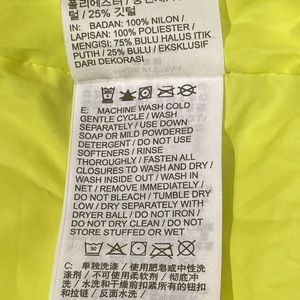 폴리에스터 /
털 / 25% 깃털
IN: BADAN: 100% NILON /
LAPISAN: 100% POLIESTER /
MENGISI: 75% BULU HALUS ITIK
PUTIH / 25% BULU / EKSKLUSIF
DARI DEKORASI
E: MACHINE WASH COLD
GENTLE CYCLE / WASH
SEPARATELY / USE DOWN
SOAP OR MILD POWDERED
DETERGENT / DO NOT USE
SOFTENERS / RINSE
THOROUGHLY / FASTEN ALL
CLOSURES TO WASH AND DRY /
WASH INSIDE OUT / WASH IN
NET / REMOVE IMMEDIATELY /
DO NOT BLEACH / TUMBLE DRY
LOW / DRY SEPARATELY WITH
DRYER BALL / DO NOT IRON /
DO NOT DRY CLEAN / DO NOT
STORE STUFFED OR WET
30
C: 单独洗涤 / 使用肥皂或中性洗
涤剂 / 不可使用柔软剂 / 彻底冲
洗 / 水洗和干燥前扣紧所有的钮扣
和拉链 / 反面水洗 /